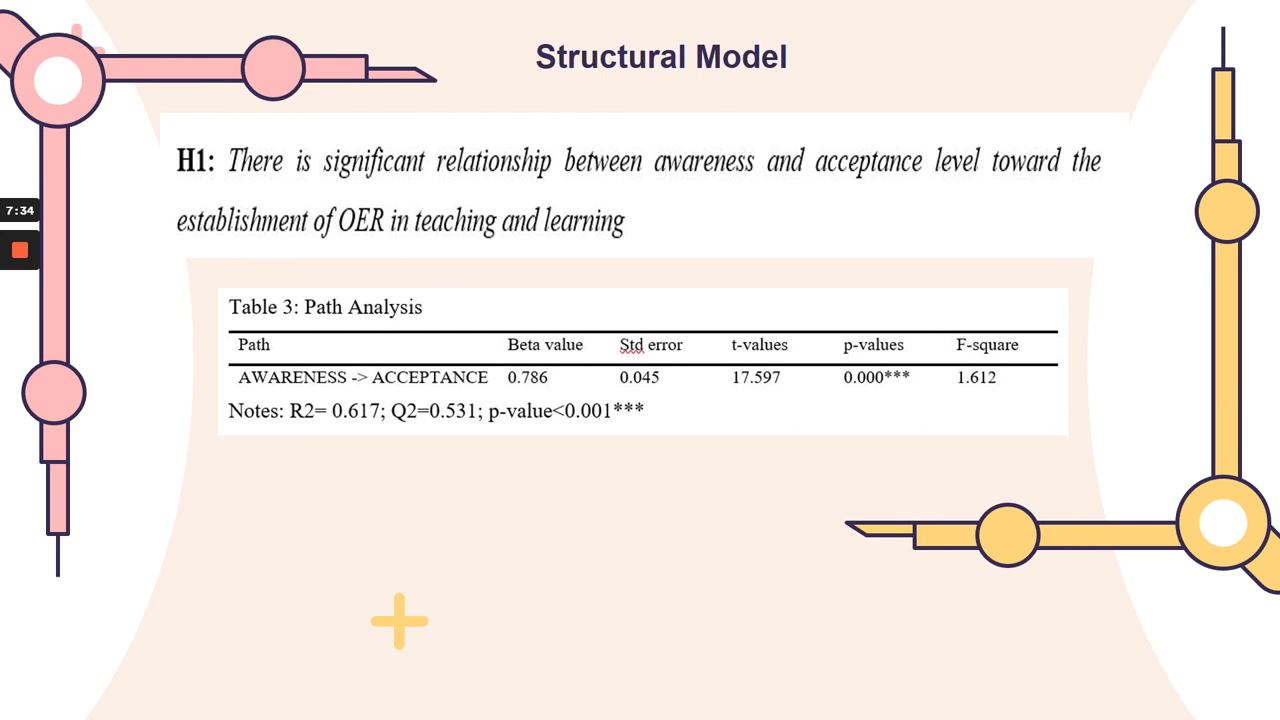 Structural Model
H1: There is significant relationship between awareness and acceptance level toward the
establishment of OER in teaching and learning
7:34
Table 3: Path Analysis
Path Beta value Std error t-values p-values F-square
AWARENESS -> ACCEPTANCE 0.786 0.045 17.597 0.000*** 1.612
Notes: R2= 0.617; Q2=0.531; p-value<0.001***